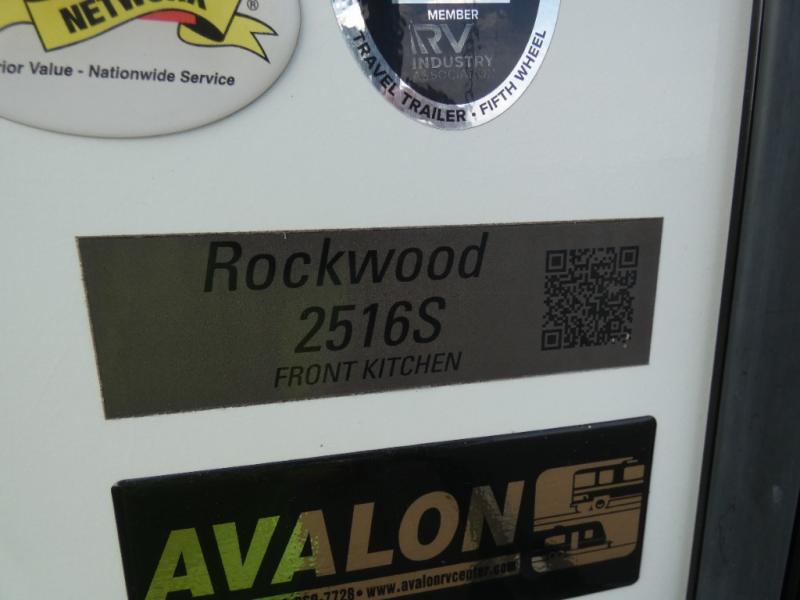 NETWORK ®
rior Value - Nationwide Service
MEMBER
RV
INDUSTRY
ASSOCIATION
TRAVEL TRAILER • FIFTH WHEEL
Rockwood
2516S
FRONT KITCHEN
AVALON
-7728 • www.avalonrvcenter.com